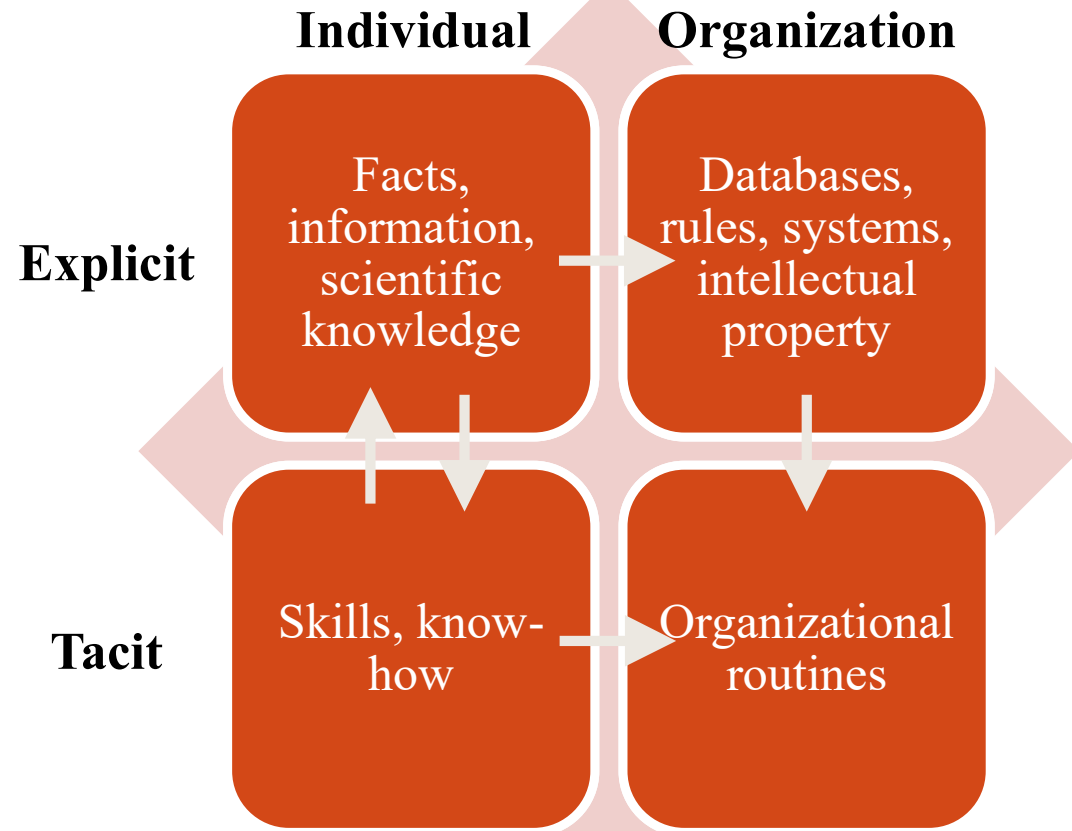 Individual
Organization
Explicit
Facts,
information,
scientific
knowledge
Databases,
rules, systems,
intellectual
property
Tacit
Skills, know-
how
Organizational
routines